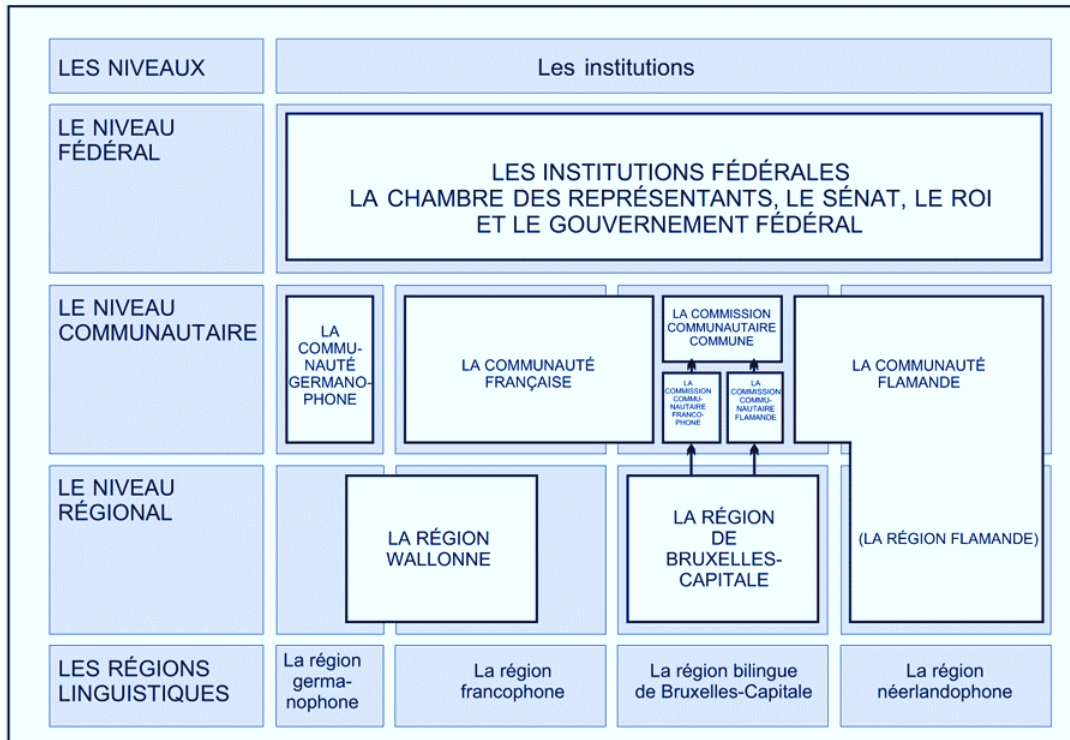 LES NIVEAUX
Les institutions
LE NIVEAU
FÉDÉRAL
LES INSTITUTIONS FÉDÉRALES
LA CHAMBRE DES REPRÉSENTANTS, LE SÉNAT, LE ROI
ET LE GOUVERNEMENT FÉDÉRAL
LE NIVEAU
COMMUNAUTAIRE
LA
COMMU-
NAUTÉ
GERMANO-
PHONE
LA COMMUNAUTÉ
FRANÇAISE
LA COMMISSION
COMMUNAUTAIRE
COMMUNE
LA
COMMISSION
COMMU-
NAUTAIRE
FRANCO-
PHONE
LA
COMMISSION
COMMU-
NAUTAIRE
FLAMANDE
LA COMMUNAUTÉ
FLAMANDE
LE NIVEAU
RÉGIONAL
LA RÉGION
WALLONNE
LA RÉGION
DE
BRUXELLES-
CAPITALE
(LA RÉGION FLAMANDE)
LES RÉGIONS
LINGUISTIQUES
La région
germa-
nophone
La région
francophone
La région bilingue
de Bruxelles-Capitale
La région
néerlandophone